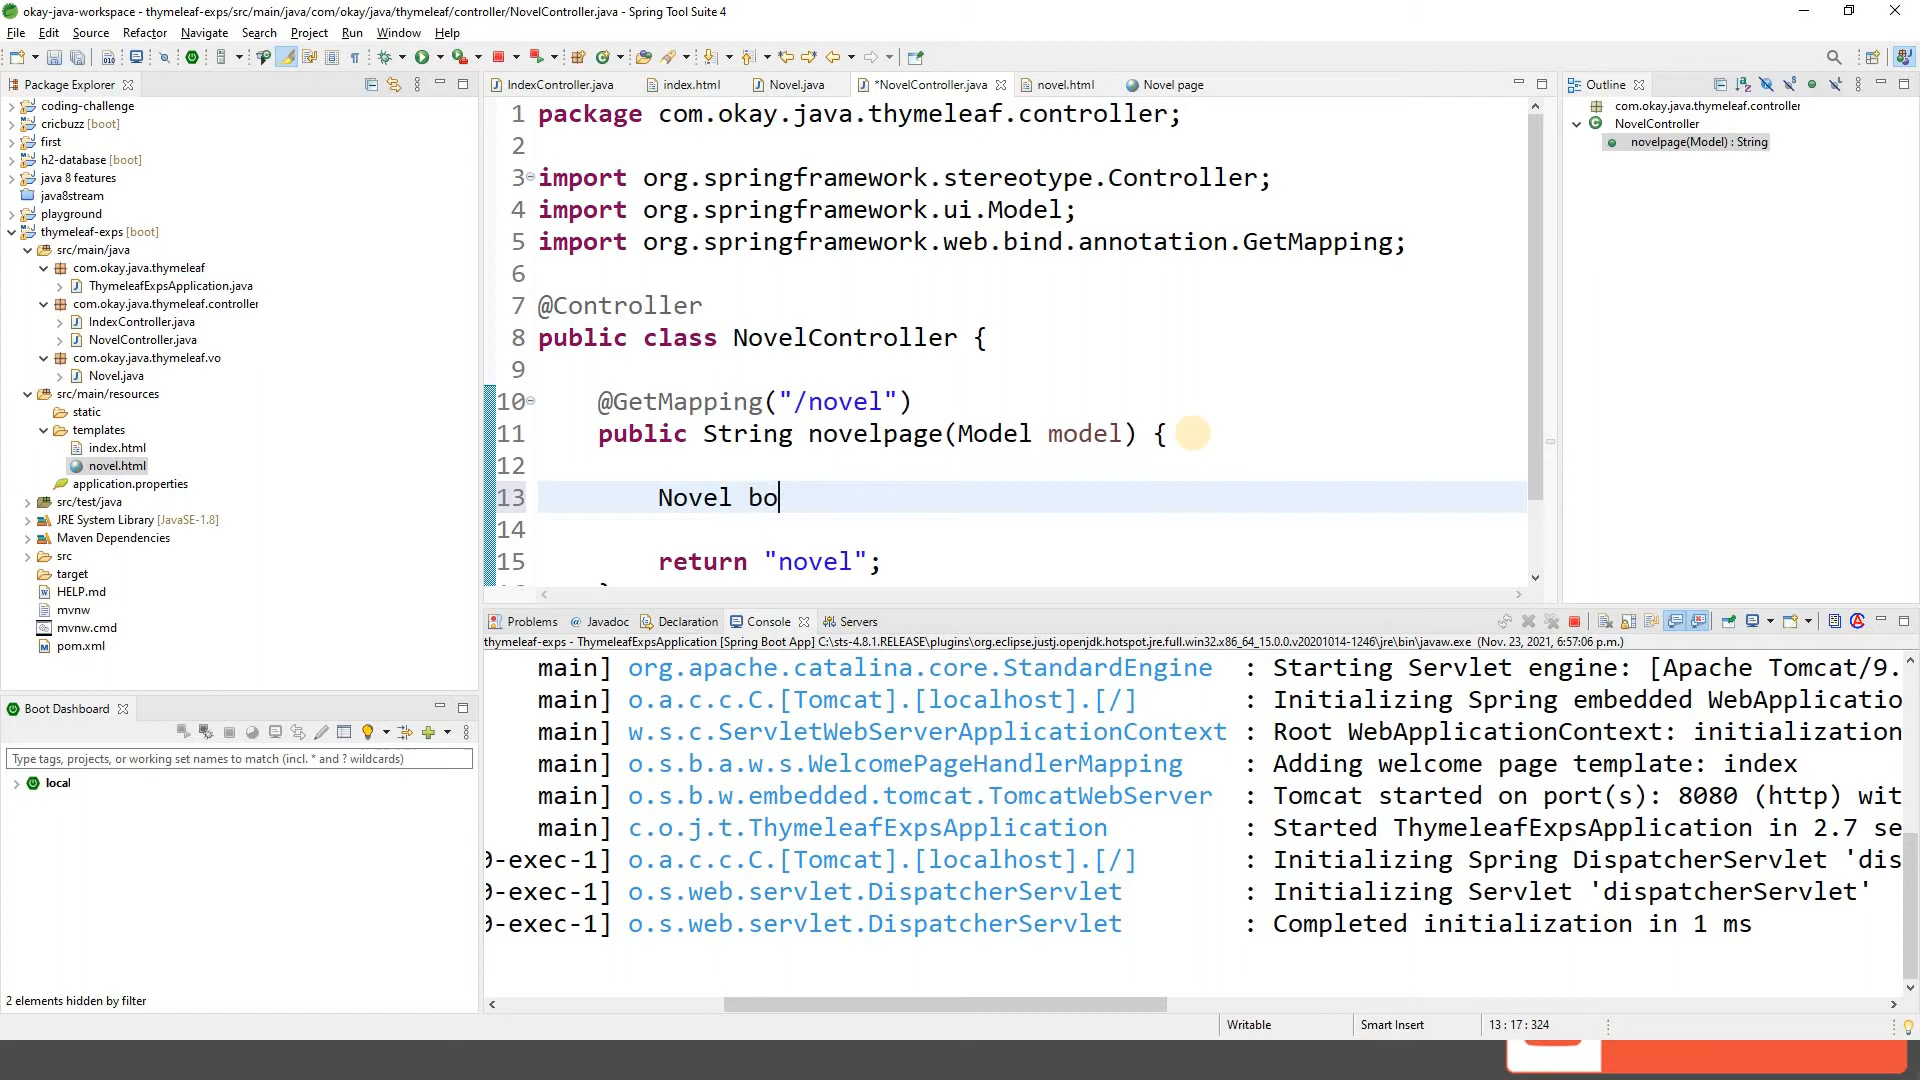 okay-java-workspace - thymeleaf-exps/src/main/java/com/okay/java/thymeleaf/controller/NovelController.java - Spring Tool Suite 4
File Edit Source Refactor Navigate Search Project Run Window Help
Package Explorer
coding-challenge
cricbuzz [boot]
first
h2-database [boot]
java 8 features
java8stream
playground
thymeleaf-exps [boot]
src/main/java
com.okay.java.thymeleaf
ThymeleafExpsApplication.java
com.okay.java.thymeleaf.controller
IndexController.java
NovelController.java
com.okay.java.thymeleaf.vo
Novel.java
src/main/resources
static
templates
index.html
novel.html
application.properties
src/test/java
JRE System Library [JavaSE-1.8]
Maven Dependencies
src
target
HELP.md
mvnw
mvnw.cmd
pom.xml
Boot Dashboard
Type tags, projects, or working set names to match (incl. * and ? wildcards)
local
2 elements hidden by filter
IndexController.java index.html Novel.java *NovelController.java novel.html Novel page
1 package com.okay.java.thymeleaf.controller;
2
3 import org.springframework.stereotype.Controller;
4 import org.springframework.ui.Model;
5 import org.springframework.web.bind.annotation.GetMapping;
6
7 @Controller
8 public class NovelController {
9
10 @GetMapping("/novel")
11 public String novelpage(Model model) {
12
13 Novel bo
14
15 return "novel";
Outline
com.okay.java.thymeleaf.controller
NovelController
novelpage(Model) : String
Problems Javadoc Declaration Console Servers
thymeleaf-exps - ThymeleafExpsApplication [Spring Boot App] C:\sts-4.8.1.RELEASE\plugins\org.eclipse.justj.openjdk.hotspot.jre.full.win32.x86_64_15.0.0.v20201014-1246\jre\bin\javaw.exe (Nov. 23, 2021, 6:57:06 p.m.)
main] org.apache.catalina.core.StandardEngine : Starting Servlet engine: [Apache Tomcat/9.
main] o.a.c.c.C.[Tomcat].[localhost].[/] : Initializing Spring embedded WebApplicatio
main] w.s.c.ServletWebServerApplicationContext : Root WebApplicationContext: initialization
main] o.s.b.a.w.s.WelcomePageHandlerMapping : Adding welcome page template: index
main] o.s.b.w.embedded.tomcat.TomcatWebServer : Tomcat started on port(s): 8080 (http) wit
main] c.o.j.t.ThymeleafExpsApplication : Started ThymeleafExpsApplication in 2.7 se
0-exec-1] o.a.c.c.C.[Tomcat].[localhost].[/] : Initializing Spring DispatcherServlet 'dis
0-exec-1] o.s.web.servlet.DispatcherServlet : Initializing Servlet 'dispatcherServlet'
0-exec-1] o.s.web.servlet.DispatcherServlet : Completed initialization in 1 ms
Writable Smart Insert 13 : 17 : 324